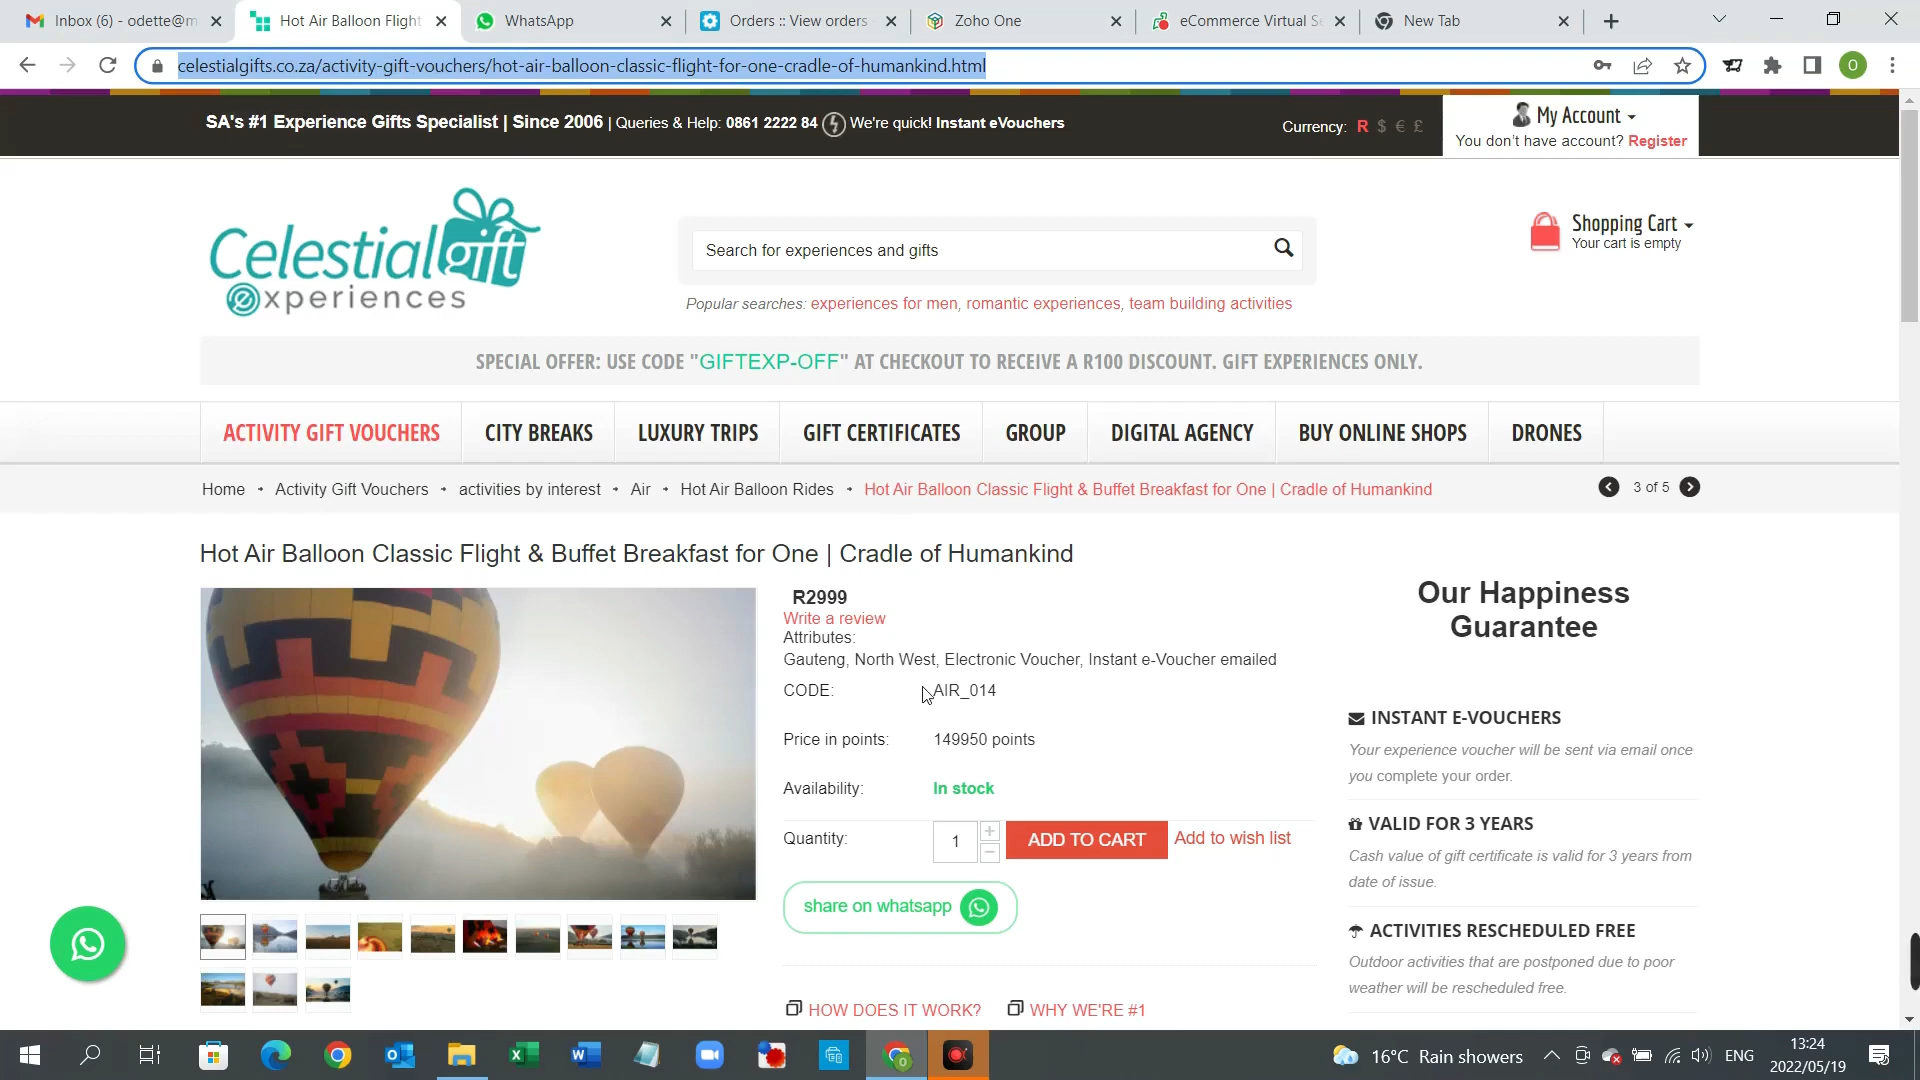 Inbox (6) - odette@m
Hot Air Balloon Flight
WhatsApp
Orders :: View orders
Zoho One
eCommerce Virtual Se
New Tab
celestialgifts.co.za/activity-gift-vouchers/hot-air-balloon-classic-flight-for-one-cradle-of-humankind.html
O
SA's #1 Experience Gifts Specialist | Since 2006 | Queries & Help: 0861 2222 84 We're quick! Instant eVouchers
Currency: R $ € £
My Account
You don't have account? Register
Celestial gift
experiences
Search for experiences and gifts
Popular searches: experiences for men, romantic experiences, team building activities
Shopping Cart
Your cart is empty
SPECIAL OFFER: USE CODE "GIFTEXP-OFF" AT CHECKOUT TO RECEIVE A R100 DISCOUNT. GIFT EXPERIENCES ONLY.
ACTIVITY GIFT VOUCHERS CITY BREAKS LUXURY TRIPS GIFT CERTIFICATES GROUP DIGITAL AGENCY BUY ONLINE SHOPS DRONES
Home Activity Gift Vouchers activities by interest Air Hot Air Balloon Rides Hot Air Balloon Classic Flight & Buffet Breakfast for One | Cradle of Humankind
3 of 5
Hot Air Balloon Classic Flight & Buffet Breakfast for One | Cradle of Humankind
R2999
Write a review
Attributes:
Gauteng, North West, Electronic Voucher, Instant e-Voucher emailed
CODE: AIR_014
Price in points: 149950 points
Availability: In stock
Quantity: 1 + − ADD TO CART Add to wish list
share on whatsapp
HOW DOES IT WORK? WHY WE'RE #1
Our Happiness
Guarantee
INSTANT E-VOUCHERS
Your experience voucher will be sent via email once
you complete your order.
VALID FOR 3 YEARS
Cash value of gift certificate is valid for 3 years from
date of issue.
ACTIVITIES RESCHEDULED FREE
Outdoor activities that are postponed due to poor
weather will be rescheduled free.
16°C Rain showers
ENG
13:24
2022/05/19